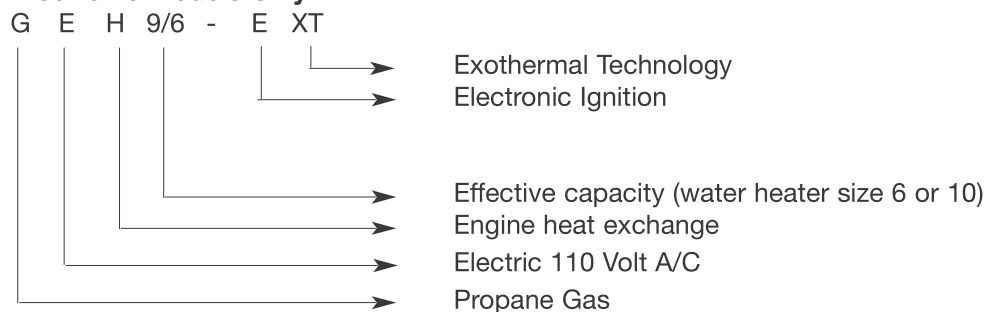 G E H 9/6 - E XT
Exothermal Technology
Electronic Ignition
Effective capacity (water heater size 6 or 10)
Engine heat exchange
Electric 110 Volt A/C
Propane Gas